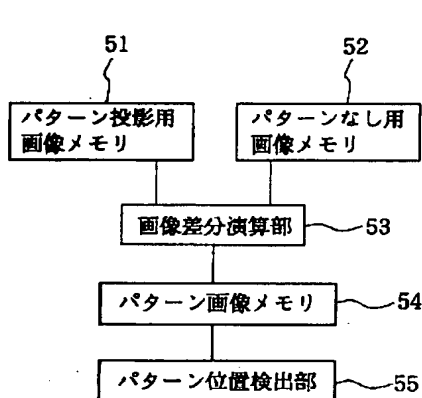 51
52
パターン投影用
画像メモリ
パターンなし用
画像メモリ
画像差分演算部
53
パターン画像メモリ
54
パターン位置検出部
55